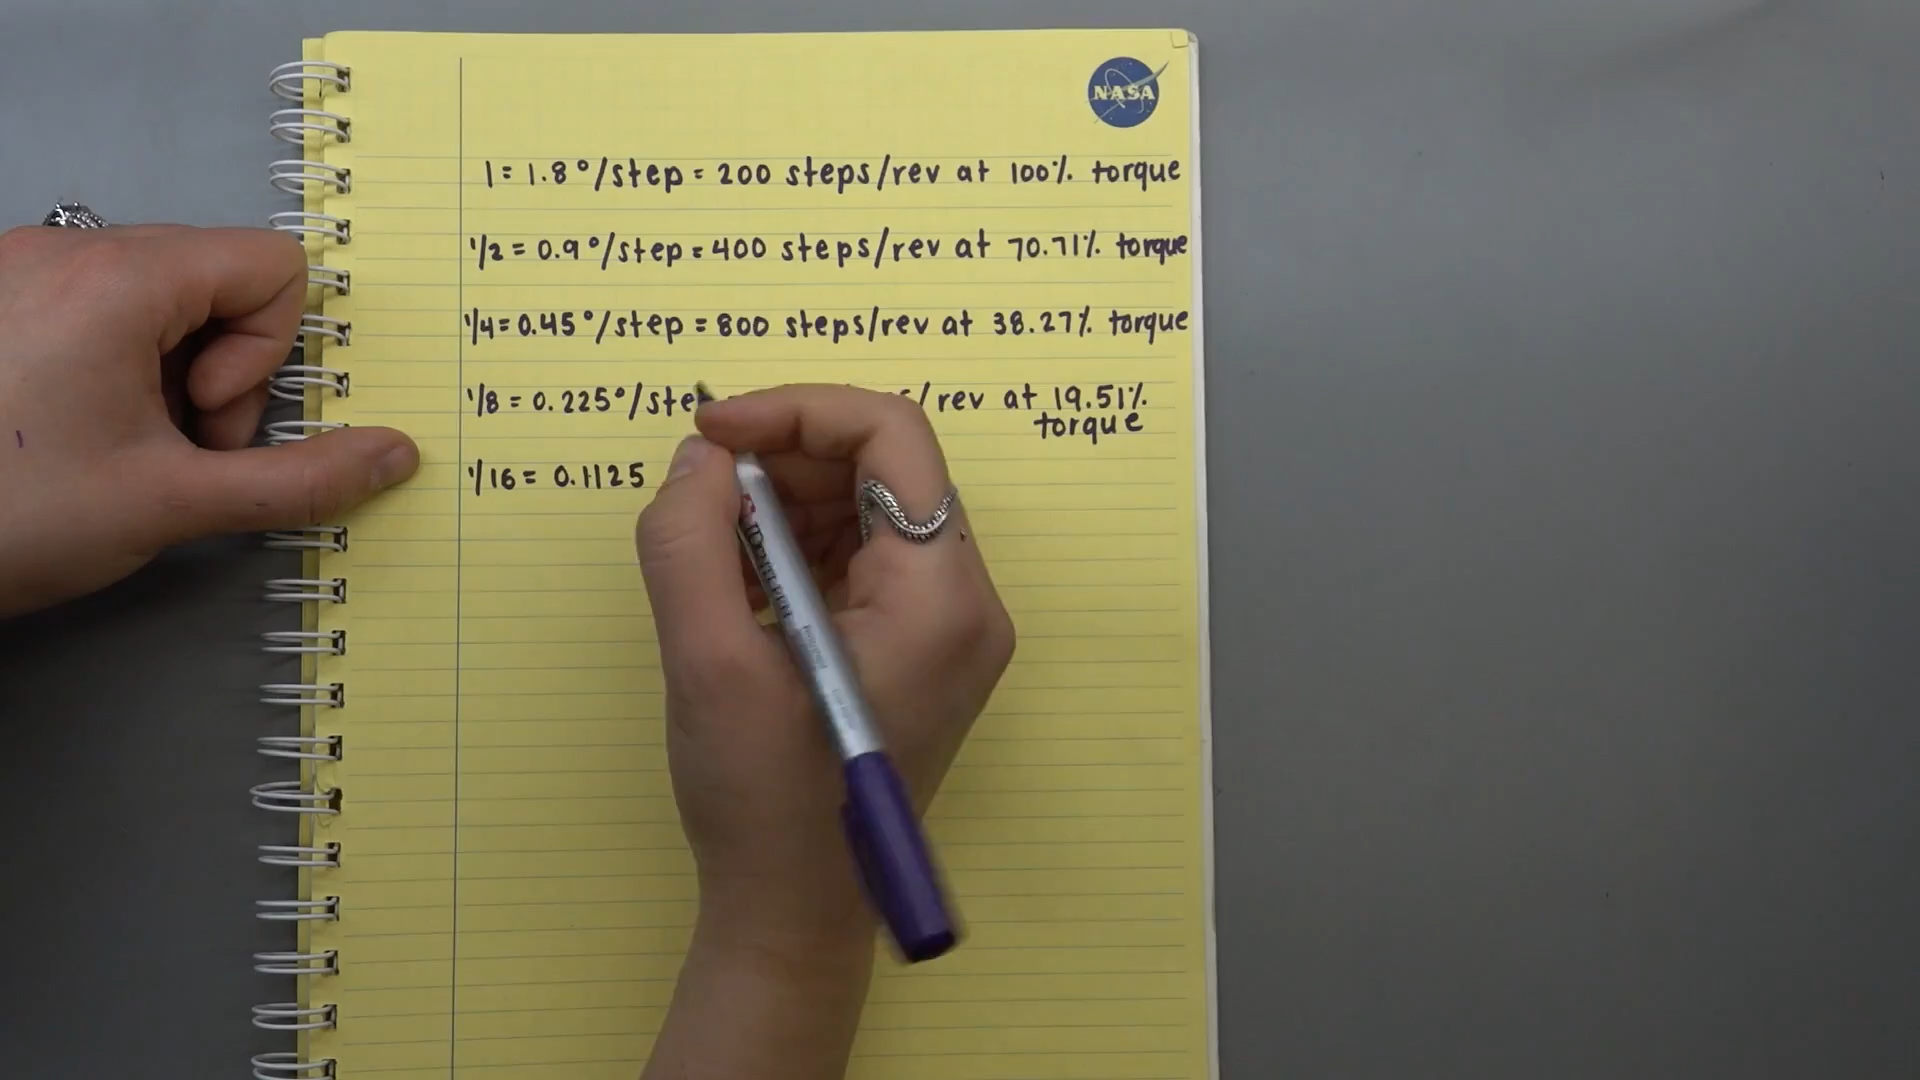 NASA
1 = 1.8°/step = 200 steps/rev at 100% torque
1/2 = 0.9°/step = 400 steps/rev at 70.71% torque
1/4 = 0.45°/step = 800 steps/rev at 38.27% torque
1/8 = 0.225°/step /rev at 19.51%
torque
1/16 = 0.1125